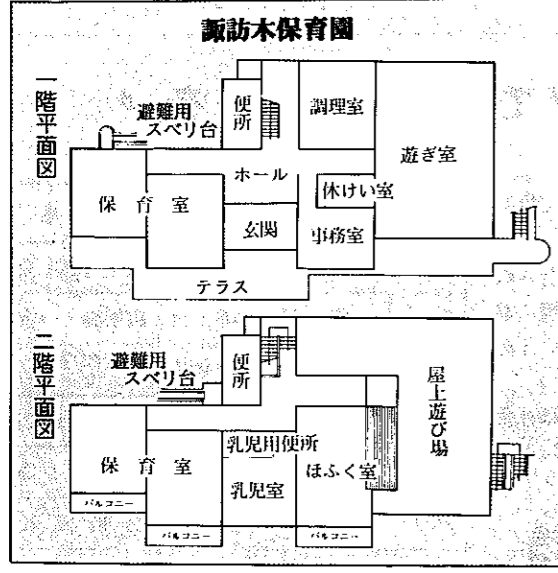 諏訪木保育園
一階平面図
避難用
スベリ台
便所
調理室
遊ぎ室
ホール
休けい室
保育室
玄関
事務室
テラス
二階平面図
避難用
スベリ台
便所
屋上遊び場
乳児用便所
保育室
ほふく室
乳児室
バルコニー
バルコニー
バルコニー